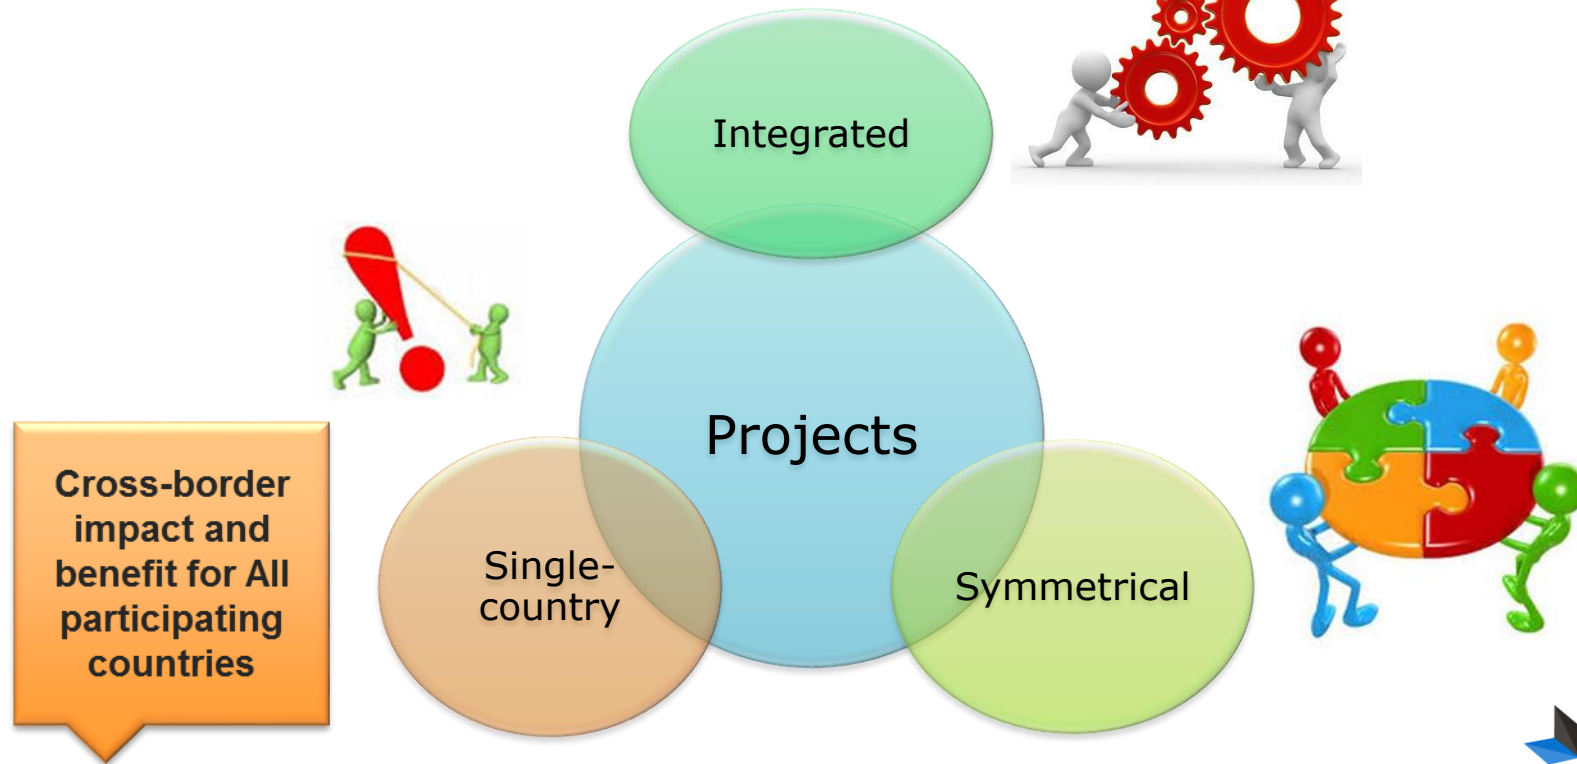 Integrated
Projects
Cross-border
impact and
benefit for All
participating
countries
Single-
country
Symmetrical